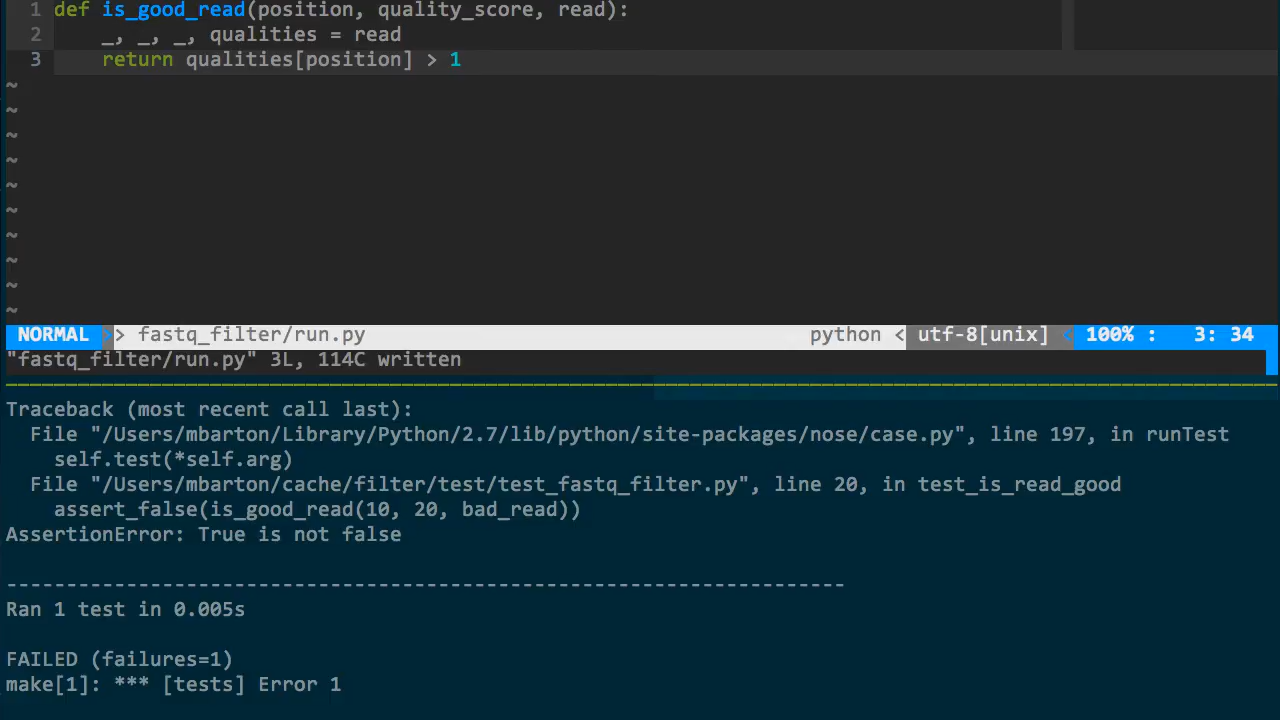 1 def is_good_read(position, quality_score, read):
2     _, _, _, qualities = read
3     return qualities[position] > 1
~
~
~
~
~
~
~
~
~
~
NORMAL > > fastq_filter/run.py python < utf-8[unix] < 100% : 3: 34
"fastq_filter/run.py" 3L, 114C written
Traceback (most recent call last):
  File "/Users/mbarton/Library/Python/2.7/lib/python/site-packages/nose/case.py", line 197, in runTest
    self.test(*self.arg)
  File "/Users/mbarton/cache/filter/test/test_fastq_filter.py", line 20, in test_is_read_good
    assert_false(is_good_read(10, 20, bad_read))
AssertionError: True is not false
----------------------------------------------------------------------
Ran 1 test in 0.005s
FAILED (failures=1)
make[1]: *** [tests] Error 1